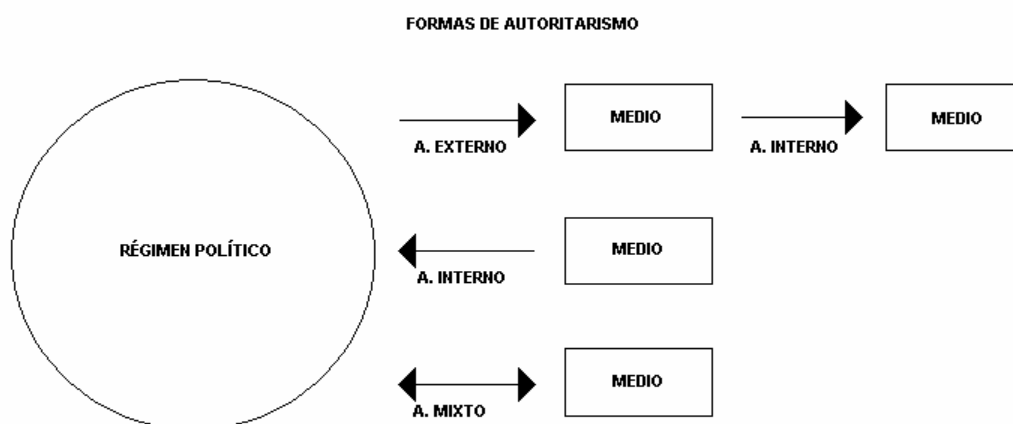 FORMAS DE AUTORITARISMO
MEDIO
MEDIO
A. EXTERNO
A. INTERNO
RÉGIMEN POLÍTICO
MEDIO
A. INTERNO
MEDIO
A. MIXTO